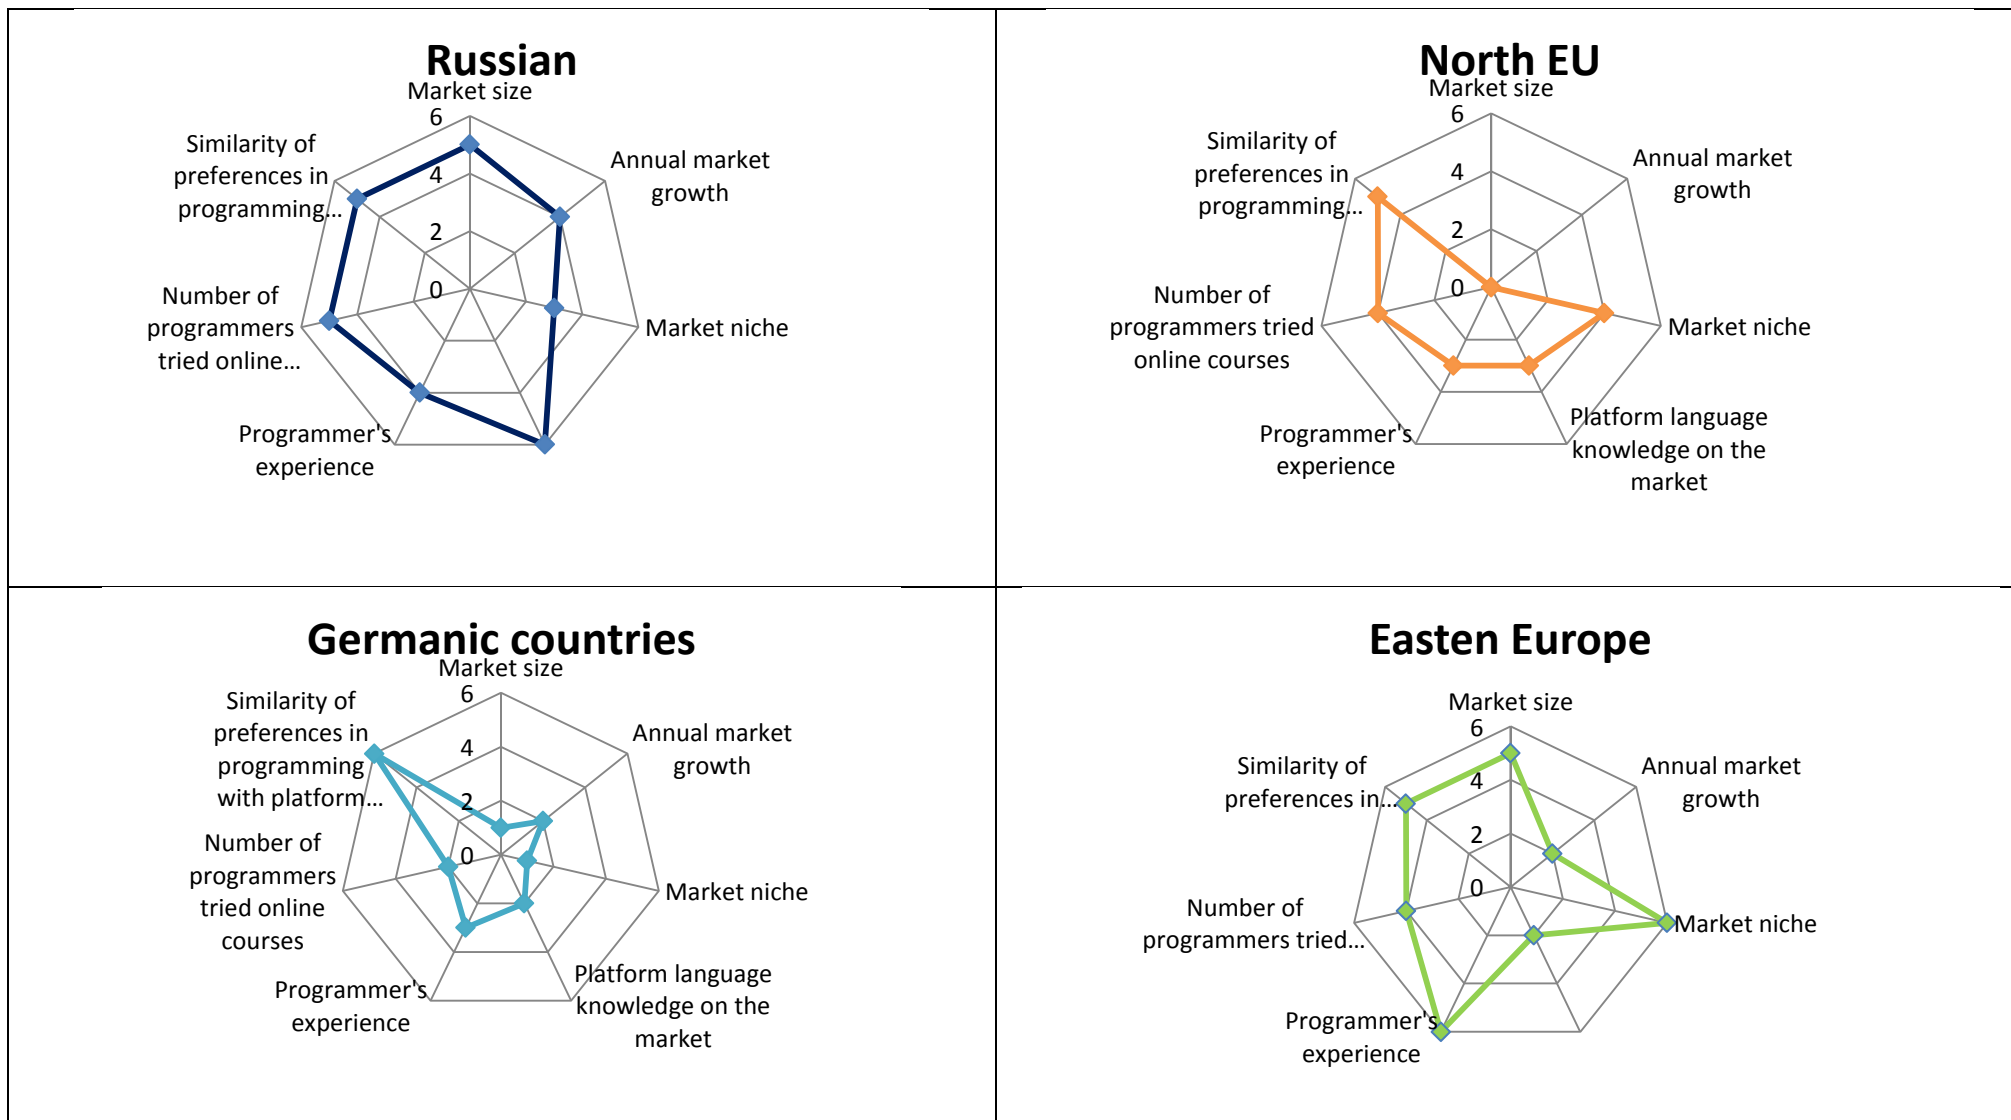 Russian
Market size
6
4
2
0
Annual market
growth
Market niche
Programmer's
experience
Number of
programmers
tried online…
Similarity of
preferences in
programming…
North EU
Market size
6
4
2
0
Annual market
growth
Market niche
Platform language
knowledge on the
market
Programmer's
experience
Number of
programmers tried
online courses
Similarity of
preferences in
programming…
Germanic countries
Market size
6
4
2
0
Annual market
growth
Market niche
Platform language
knowledge on the
market
Programmer's
experience
Number of
programmers
tried online
courses
Similarity of
preferences in
programming
with platform…
Easten Europe
Market size
6
4
2
0
Annual market
growth
Market niche
Programmer's
experience
Number of
programmers tried…
Similarity of
preferences in…